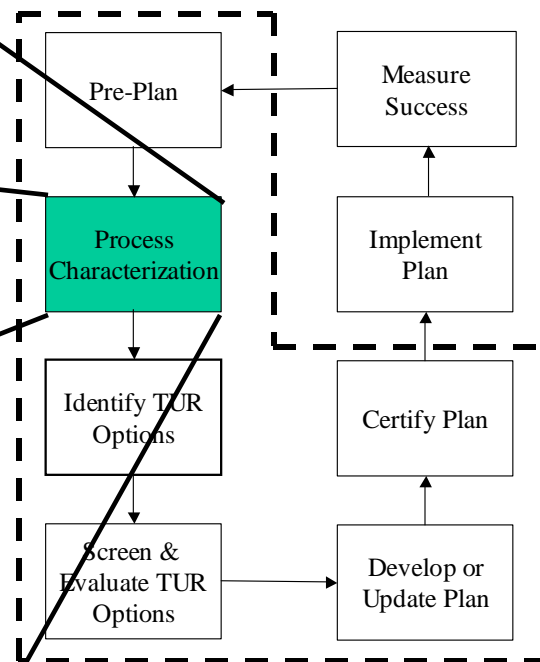 Pre-Plan
Measure
Success
Process
Characterization
Implement
Plan
Identify TUR
Options
Certify Plan
Screen &
Evaluate TUR
Options
Develop or
Update Plan